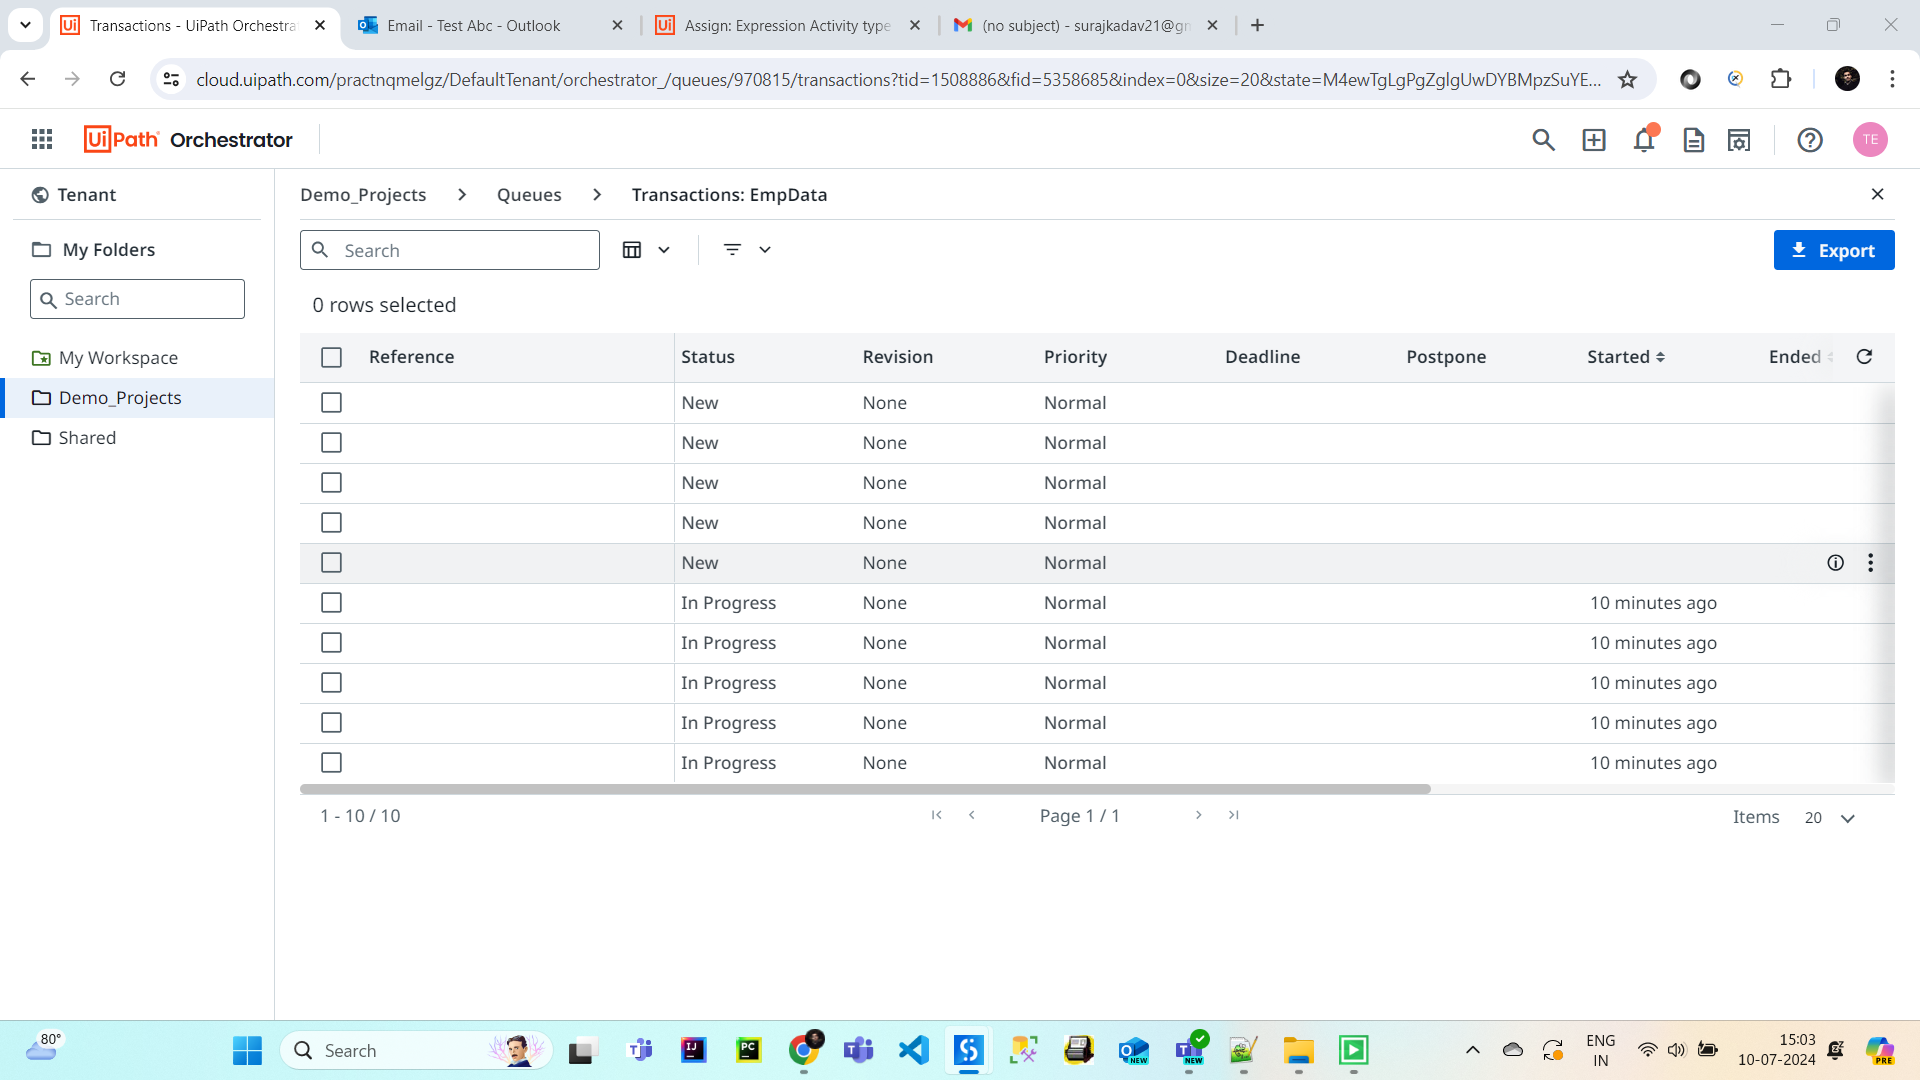 Transactions - UiPath Orchestra
Email - Test Abc - Outlook
Assign: Expression Activity type
(no subject) - surajkadav21@gm
cloud.uipath.com/practnqmelgz/DefaultTenant/orchestrator_/queues/970815/transactions?tid=1508886&fid=5358685&index=0&size=20&state=M4ewTgLgPgZglgUwDYBMpzSuYE...
UiPath Orchestrator
TE
Tenant
My Folders
Search
My Workspace
Demo_Projects
Shared
Demo_Projects > Queues > Transactions: EmpData
Search
Export
0 rows selected
Reference Status Revision Priority Deadline Postpone Started Ended
New None Normal
New None Normal
New None Normal
New None Normal
New None Normal
In Progress None Normal 10 minutes ago
In Progress None Normal 10 minutes ago
In Progress None Normal 10 minutes ago
In Progress None Normal 10 minutes ago
In Progress None Normal 10 minutes ago
1 - 10 / 10
Page 1 / 1
Items 20
80°
Search
ENG
IN
15:03
10-07-2024